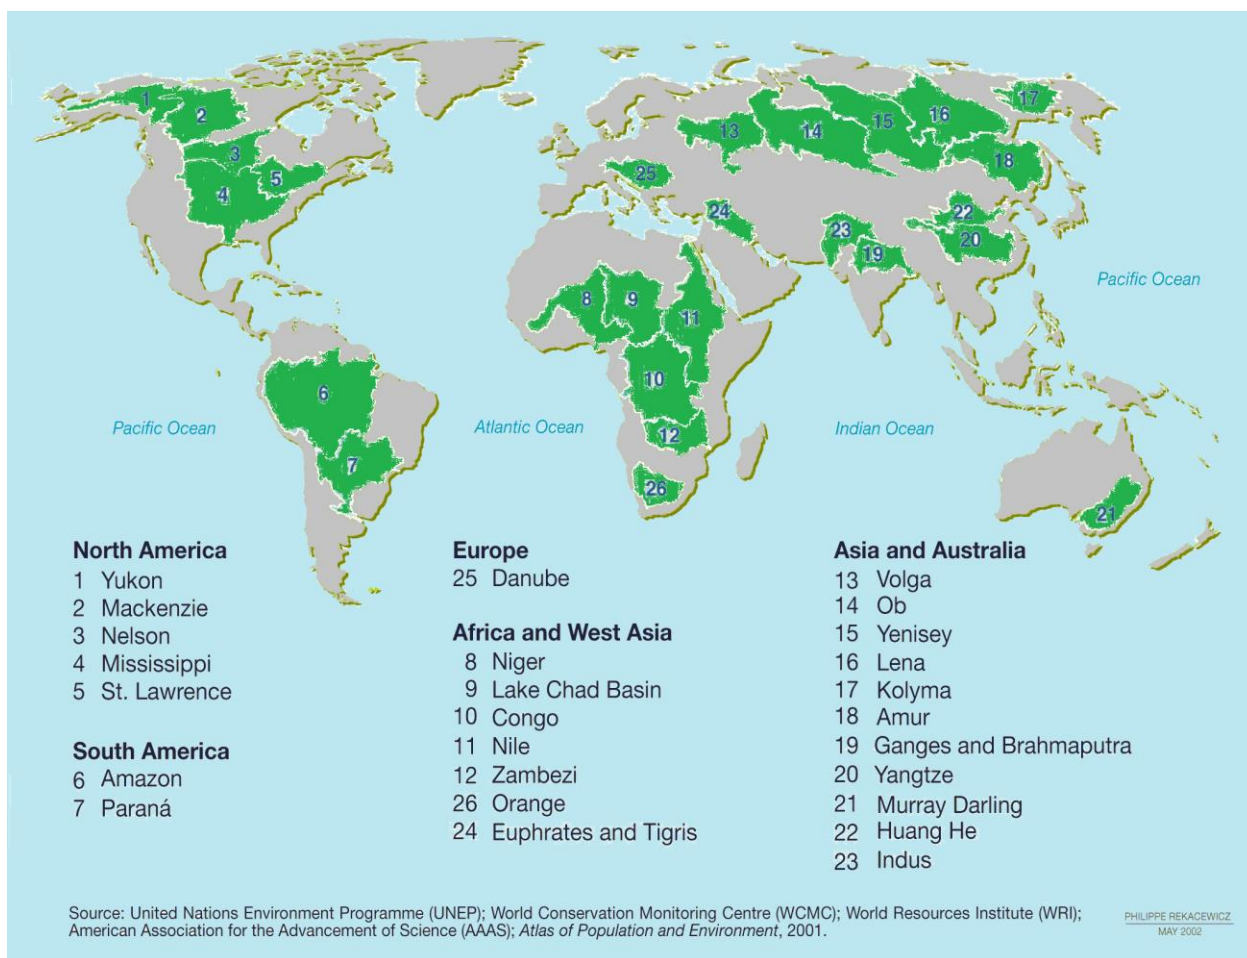 1
2
3
4
5
6
7
8
9
10
11
12
13
14
15
16
17
18
19
20
21
22
23
24
25
26
Pacific Ocean
Pacific Ocean
Atlantic Ocean
Indian Ocean
North America
1 Yukon
2 Mackenzie
3 Nelson
4 Mississippi
5 St. Lawrence
South America
6 Amazon
7 Paraná
Europe
25 Danube
Africa and West Asia
8 Niger
9 Lake Chad Basin
10 Congo
11 Nile
12 Zambezi
26 Orange
24 Euphrates and Tigris
Asia and Australia
13 Volga
14 Ob
15 Yenisey
16 Lena
17 Kolyma
18 Amur
19 Ganges and Brahmaputra
20 Yangtze
21 Murray Darling
22 Huang He
23 Indus
Source: United Nations Environment Programme (UNEP); World Conservation Monitoring Centre (WCMC); World Resources Institute (WRI);
American Association for the Advancement of Science (AAAS); Atlas of Population and Environment, 2001.
PHILIPPE REKACEWICZ
MAY 2002